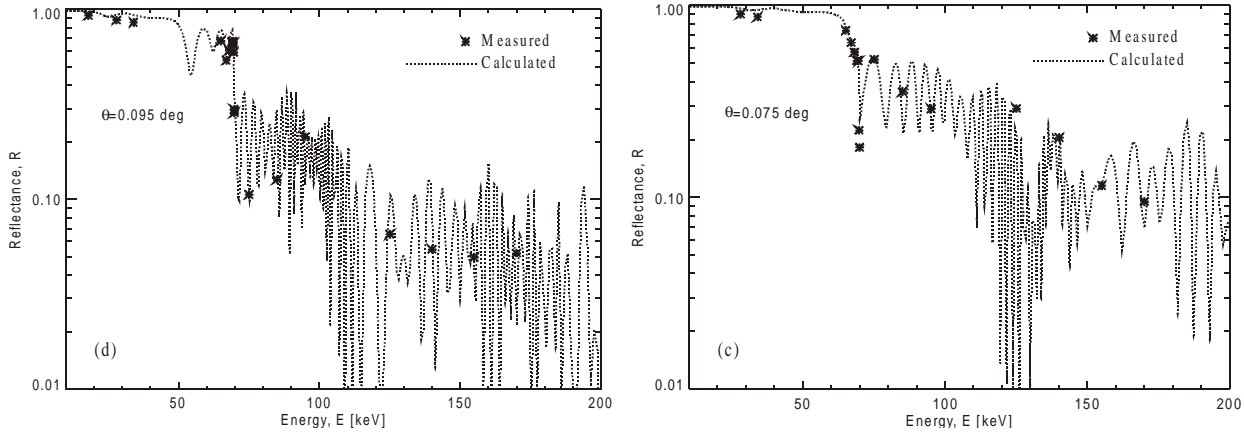 1.00
0.10
0.01
Reflectance, R
Measured
Calculated
θ=0.095 deg
(d)
50
100
150
200
Energy, E [keV]
1.00
0.10
0.01
Reflectance, R
Measured
Calculated
θ=0.075 deg
(c)
50
100
150
200
Energy, E [keV]